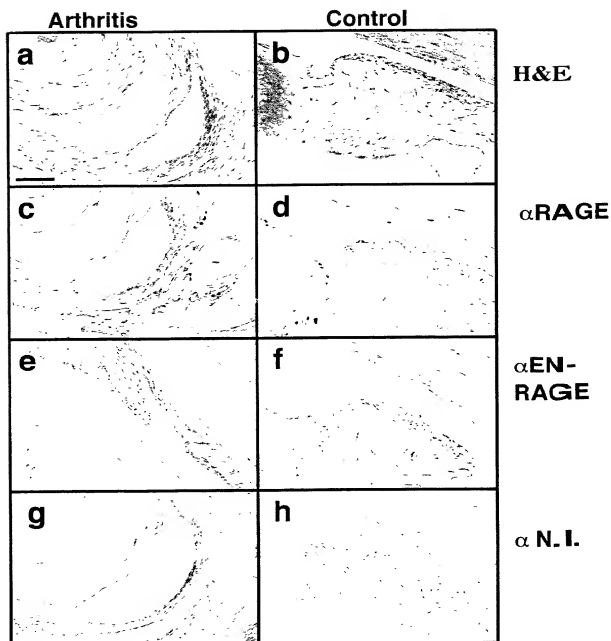 Arthritis Control
a b H&E
c d αRAGE
e f αEN-
RAGE
g h α N.I.